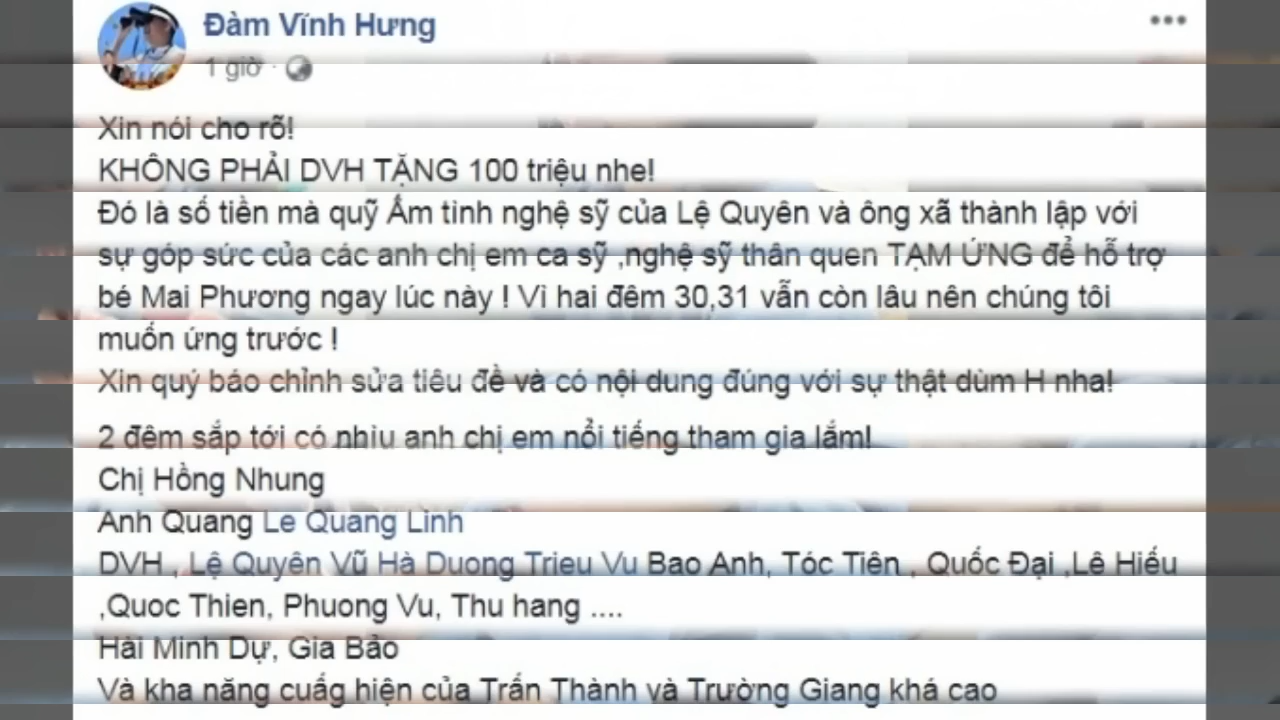 Đàm Vĩnh Hưng
1 giờ ·
Xin nói cho rõ!
KHÔNG PHẢI DVH TẶNG 100 triệu nhe!
Đó là số tiền mà quỹ Ấm tình nghệ sỹ của Lệ Quyên và ông xã thành lập với
sự góp sức của các anh chị em ca sỹ ,nghệ sỹ thân quen TẠM ỨNG để hỗ trợ
bé Mai Phương ngay lúc này ! Vì hai đêm 30,31 vẫn còn lâu nên chúng tôi
muốn ứng trước !
Xin quý báo chỉnh sửa tiêu đề và có nội dung đúng với sự thật dùm H nha!
2 đêm sắp tới có nhiu anh chị em nổi tiếng tham gia lắm!
Chị Hồng Nhung
Anh Quang Le Quang Linh
DVH , Lệ Quyên Vũ Hà Duong Trieu Vu Bao Anh, Tóc Tiên , Quốc Đại ,Lê Hiếu
,Quoc Thien, Phuong Vu, Thu hang ....
Hài Minh Dự, Gia Bảo
Và kha năng cuấg hiện của Trấn Thành và Trường Giang khá cao